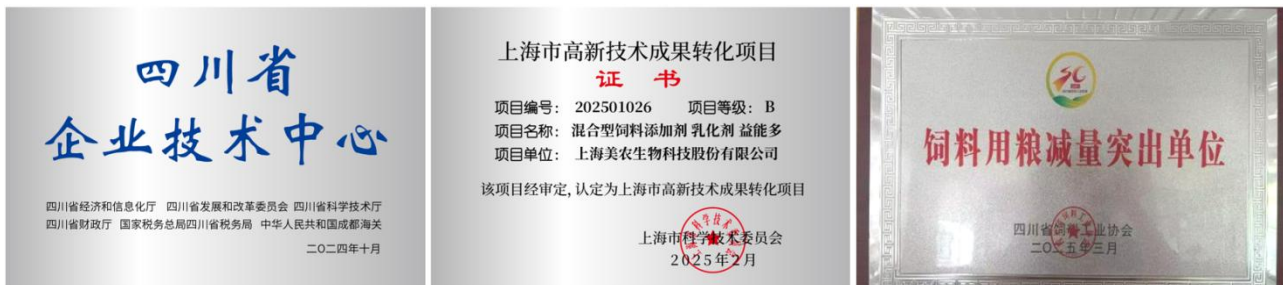 四川省
企业技术中心
四川省经济和信息化厅 四川省发展和改革委员会 四川省科学技术厅
四川省财政厅 国家税务总局四川省税务局 中华人民共和国成都海关
二〇二四年十月
上海市高新技术成果转化项目
证书
项目编号: 202501026 项目等级: B
项目名称: 混合型饲料添加剂 乳化剂 益能多
项目单位: 上海美农生物科技股份有限公司
该项目经审定, 认定为上海市高新技术成果转化项目
上海市科学技术委员会
2025年2月
饲料用粮减量突出单位
四川省饲料工业协会
二〇二五年三月